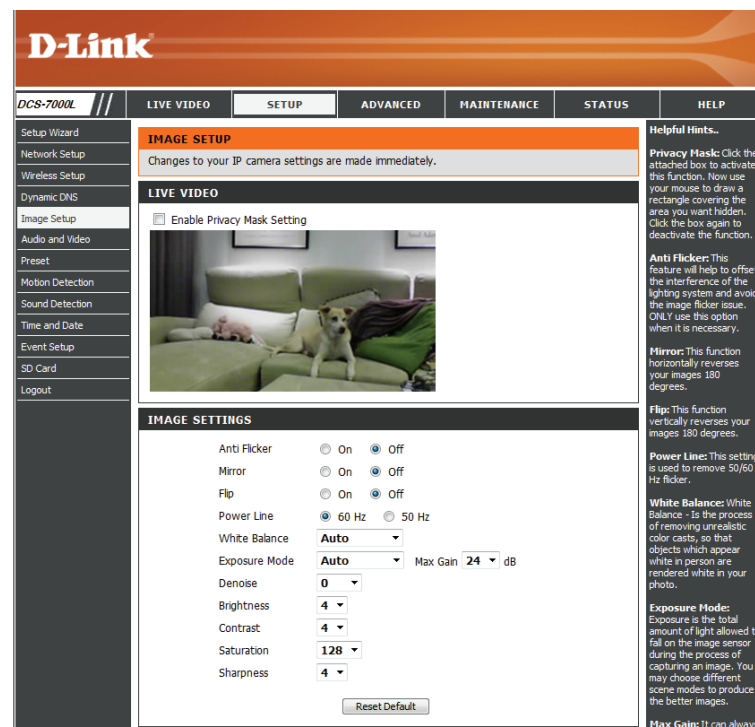 D-Link
DCS-7000L
LIVE VIDEO
SETUP
ADVANCED
MAINTENANCE
STATUS
HELP
Setup Wizard
Network Setup
Wireless Setup
Dynamic DNS
Image Setup
Audio and Video
Preset
Motion Detection
Sound Detection
Time and Date
Event Setup
SD Card
Logout
IMAGE SETUP
Changes to your IP camera settings are made immediately.
LIVE VIDEO
Enable Privacy Mask Setting
IMAGE SETTINGS
Anti Flicker On Off
Mirror On Off
Flip On Off
Power Line 60 Hz 50 Hz
White Balance Auto
Exposure Mode Auto Max Gain 24 dB
Denoise 0
Brightness 4
Contrast 4
Saturation 128
Sharpness 4
Reset Default
Helpful Hints..
Privacy Mask: Click the
attached box to activate
this function. Now use
your mouse to draw a
rectangle covering the
area you want hidden.
Click the box again to
deactivate the function.
Anti Flicker: This
feature will help to offse
the interference of the
lighting system and avoid
the image flicker issue.
ONLY use this option
when it is necessary.
Mirror: This function
horizontally reverses
your images 180
degrees.
Flip: This function
vertically reverses your
images 180 degrees.
Power Line: This setting
is used to remove 50/60
Hz flicker.
White Balance: White
Balance - Is the process
of removing unrealistic
color casts, so that
objects which appear
white in person are
rendered white in your
photo.
Exposure Mode:
Exposure is the total
amount of light allowed t
fall on the image sensor
during the process of
capturing an image. You
may choose different
scene modes to produce
the better images.
Max Gain: It can always